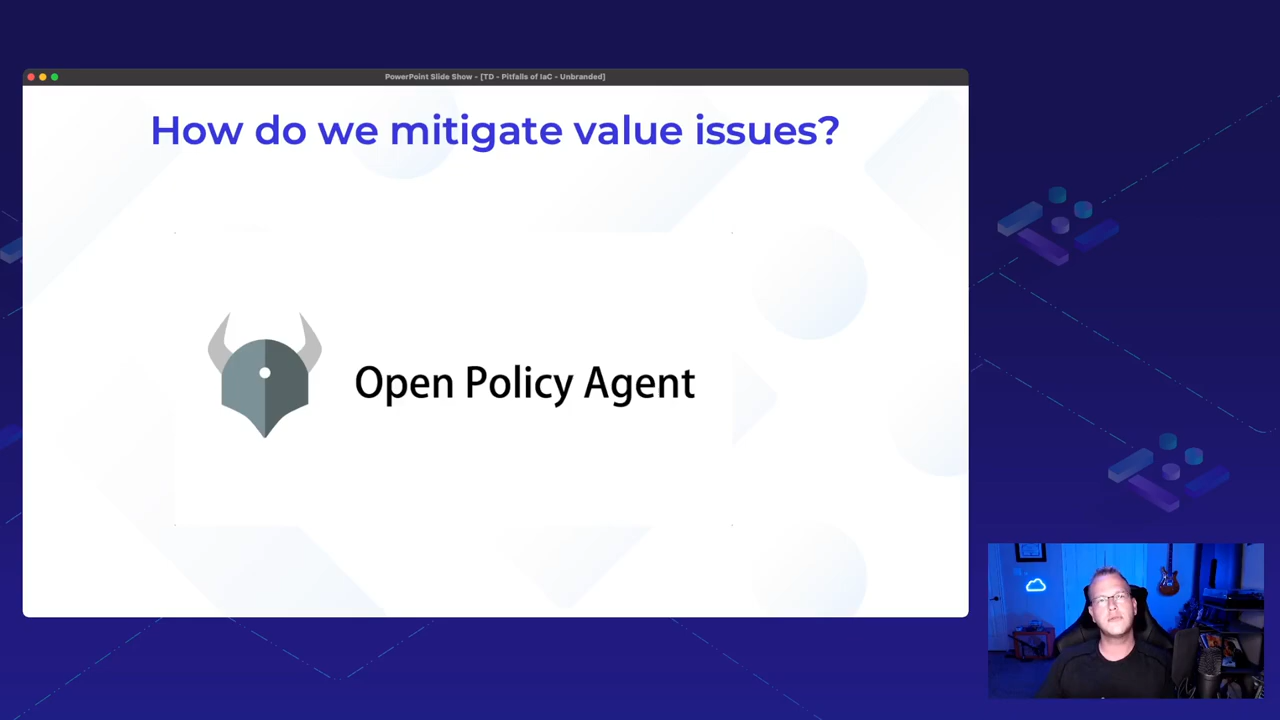 PowerPoint Slide Show - [TD - Pitfalls of IaC - Unbranded]
How do we mitigate value issues?
Open Policy Agent